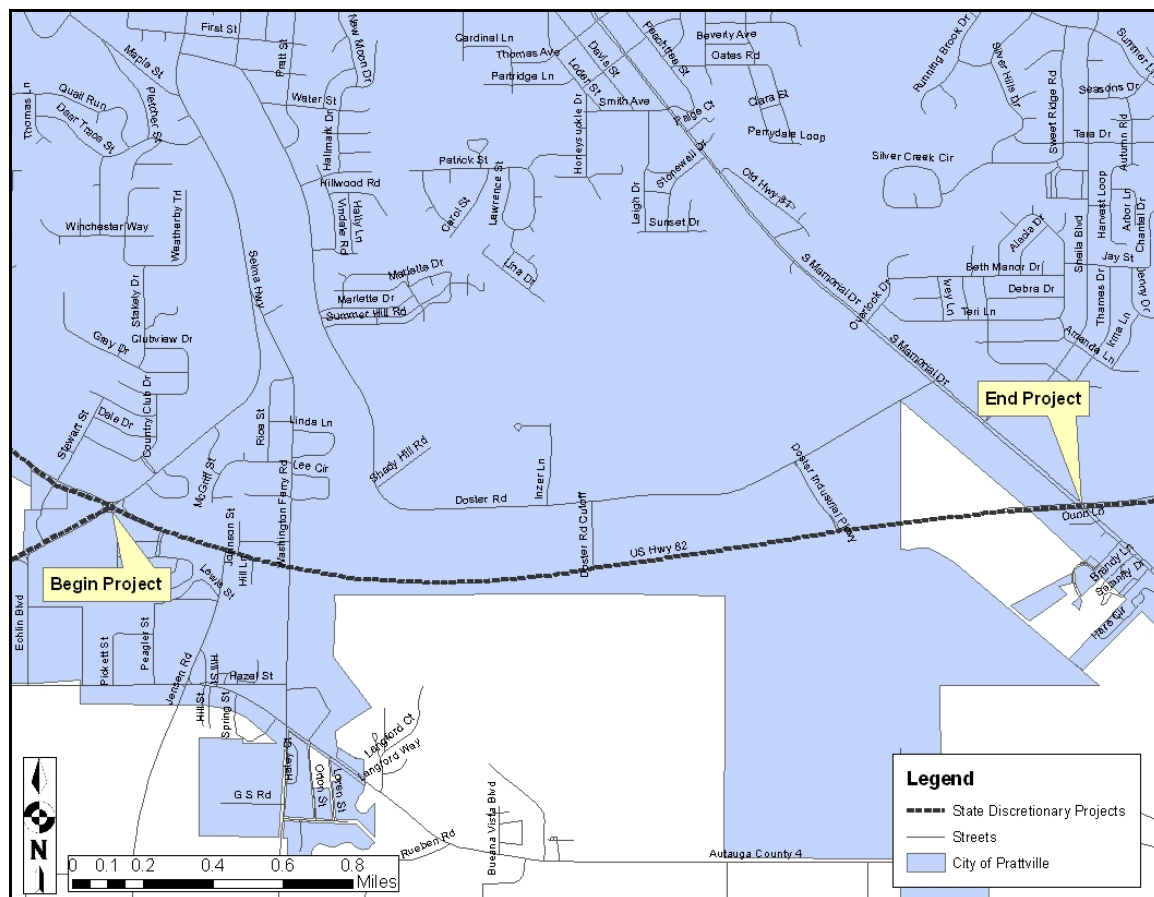 First St
Maple St
Pratt St
New Moon Dr
Cardinal Ln
Thomas Ave
Partridge Ln
Davis St
Loder St
Smith Ave
Peachtree St
Beverly Ave
Oates Rd
Clara St
Paige Ct
Perrydale Loop
Running Brook Dr
Silver Hills Dr
Sweet Ridge Rd
Summer Ln
Seasons Dr
Tara Dr
Autumn Rd
Thomas Ln
Quail Run
Deer Trace St
Pletcher St
Water St
Hallmark Dr
Honeysuckle Dr
Patrick St
Stonewall Dr
Old Hwy 31
Silver Creek Cir
Hillwood Rd
Halby Ln
Vindale Rd
Carol St
Lawrence St
Leigh Dr
Sunset Dr
Harvest Loop
Arbor Ln
Chantal Dr
Winchester Way
Weatherby Trl
Selma Hwy
Lina Dr
Marlette Dr
Marlette Dr
Summer Hill Rd
S Memorial Dr
Overlook Dr
Alaola Dr
Sheila Blvd
Jay St
Beth Manor Dr
Debra Dr
Teri Ln
wey Ln
Thames Dr
enny Dr
Irma Ln
Amanda Ln
Stakely Dr
Gray Dr
Clubview Dr
S Memorial Dr
Stewart St
Dale Dr
Country Club Dr
Rice St
Linda Ln
McGriff St
Lee Cir
Washington Ferry Rd
Shady Hill Rd
Inzer Ln
Doster Rd
Doster Rd Cutoff
Doster Industrial Pkwy
End Project
US Hwy 82
Begin Project
Johnson St
Hill L
Lewis St
Brandy Ln
Hare Cir
Echlin Blvd
Pickett St
Peagler St
Jensen Rd
Hill St
Hill St
Hazel St
Spring St
Haley Ct
Orton St
Loren St
Langford Ct
Langford Way
G S Rd
Rueben Rd
Bueana Vista Blvd
Autauga County 4
N
0 0.1 0.2 0.4 0.6 0.8
Miles
Legend
State Discretionary Projects
Streets
City of Prattville